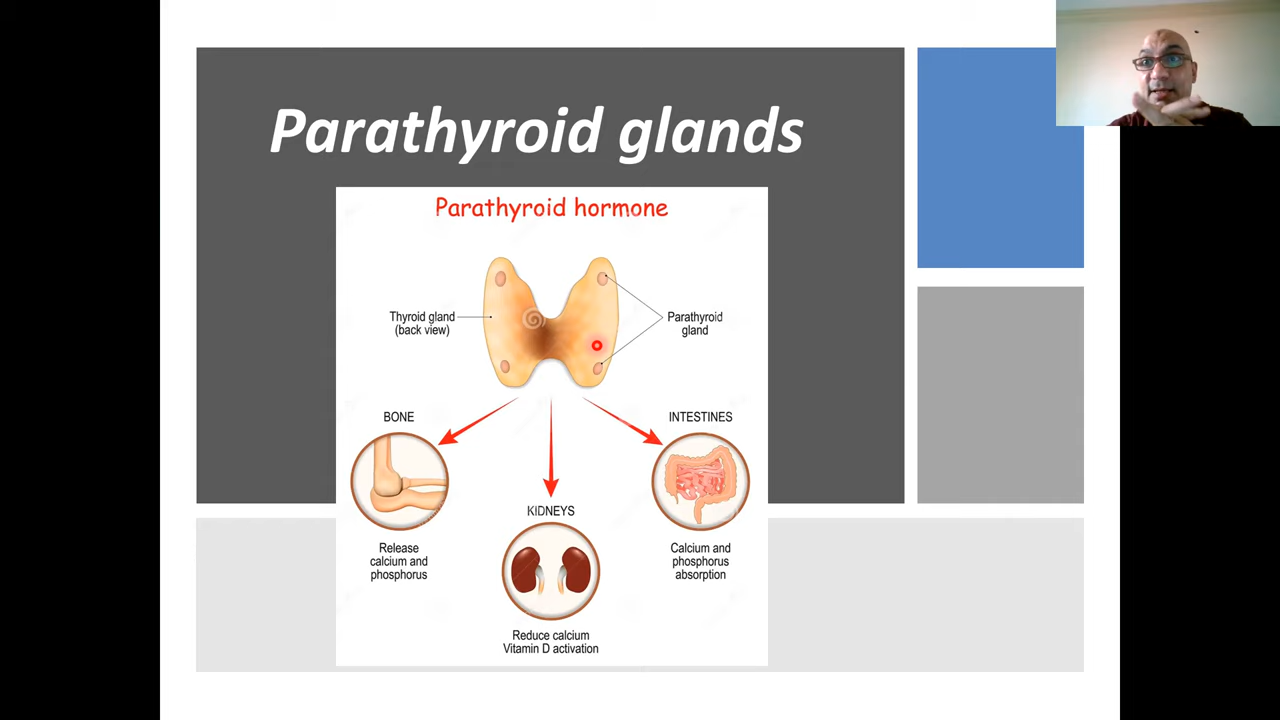 Parathyroid glands
Parathyroid hormone
Thyroid gland
(back view)
Parathyroid
gland
BONE
INTESTINES
KIDNEYS
Release
calcium and
phosphorus
Calcium and
phosphorus
absorption
Reduce calcium
Vitamin D activation